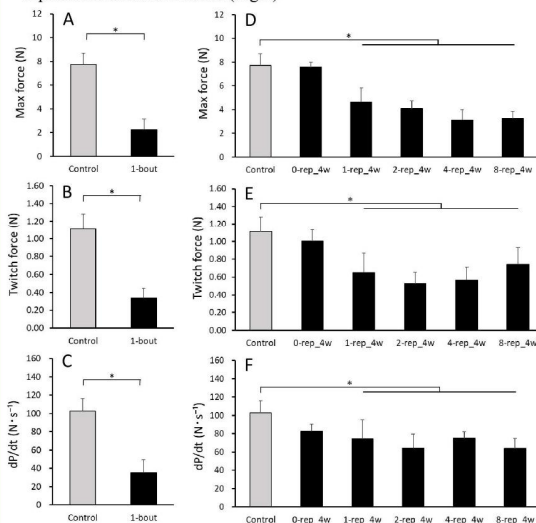 A
D
*
*
Max force (N)
10
8
6
4
2
0
Control
1-bout
Max force (N)
10
8
6
4
2
0
Control
0-rep_4w
1-rep_4w
2-rep_4w
4-rep_4w
8-rep_4w
B
E
*
*
Twitch force (N)
1.60
1.40
1.20
1.00
0.80
0.60
0.40
0.20
0.00
Control
1-bout
Twitch force (N)
1.60
1.40
1.20
1.00
0.80
0.60
0.40
0.20
0.00
Control
0-rep_4w
1-rep_4w
2-rep_4w
4-rep_4w
8-rep_4w
C
F
*
*
dP/dt (N·s⁻¹)
160
140
120
100
80
60
40
20
0
Control
1-bout
dP/dt (N·s⁻¹)
160
140
120
100
80
60
40
20
0
Control
0-rep_4w
1-rep_4w
2-rep_4w
4-rep_4w
8-rep_4w